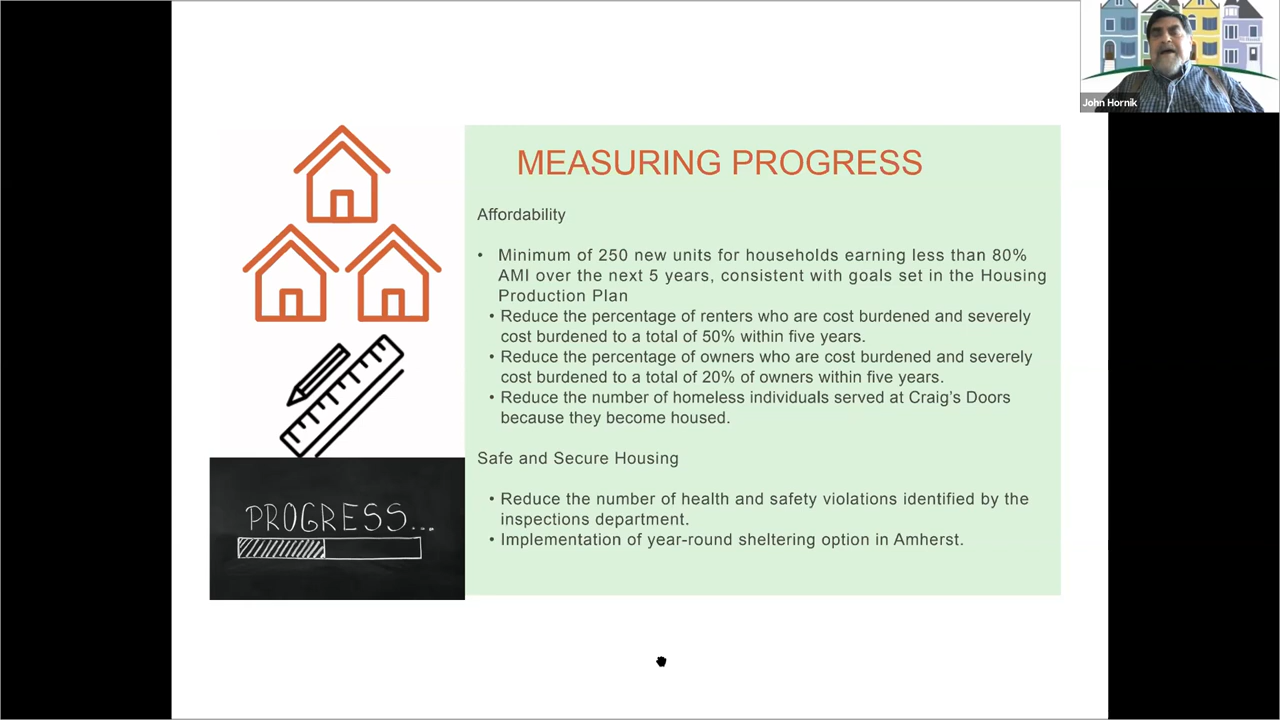 John Hornik
MEASURING PROGRESS
Affordability
• Minimum of 250 new units for households earning less than 80%
AMI over the next 5 years, consistent with goals set in the Housing
Production Plan
• Reduce the percentage of renters who are cost burdened and severely
cost burdened to a total of 50% within five years.
• Reduce the percentage of owners who are cost burdened and severely
cost burdened to a total of 20% of owners within five years.
• Reduce the number of homeless individuals served at Craig’s Doors
because they become housed.
Safe and Secure Housing
• Reduce the number of health and safety violations identified by the
inspections department.
• Implementation of year-round sheltering option in Amherst.
PROGRESS...